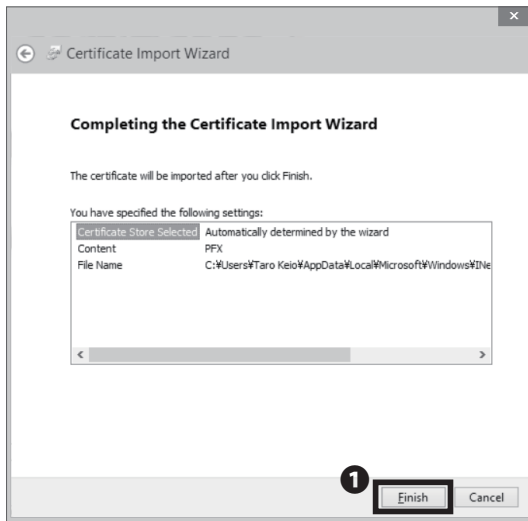 Certificate Import Wizard
Completing the Certificate Import Wizard
The certificate will be imported after you click Finish.
You have specified the following settings:
Certificate Store Selected Automatically determined by the wizard
Content PFX
File Name C:¥Users¥Taro Keio¥AppData¥Local¥Microsoft¥Windows¥INe
❶
Finish Cancel